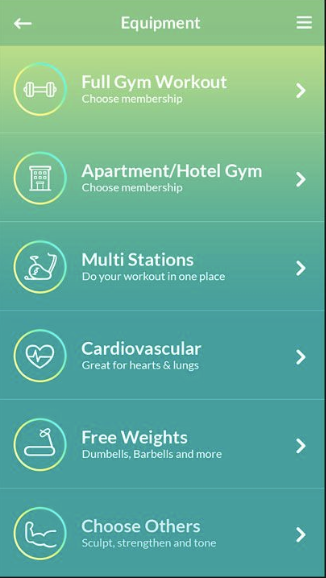 Equipment
Full Gym Workout
Choose membership
Apartment/Hotel Gym
Choose membership
Multi Stations
Do your workout in one place
Cardiovascular
Great for hearts & lungs
Free Weights
Dumbells, Barbells and more
Choose Others
Sculpt, strengthen and tone